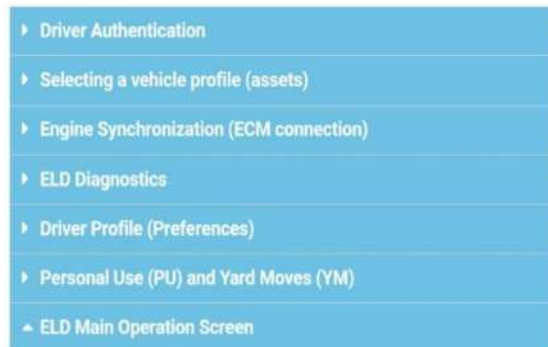 Driver Authentication
Selecting a vehicle profile (assets)
Engine Synchronization (ECM connection)
ELD Diagnostics
Driver Profile (Preferences)
Personal Use (PU) and Yard Moves (YM)
ELD Main Operation Screen